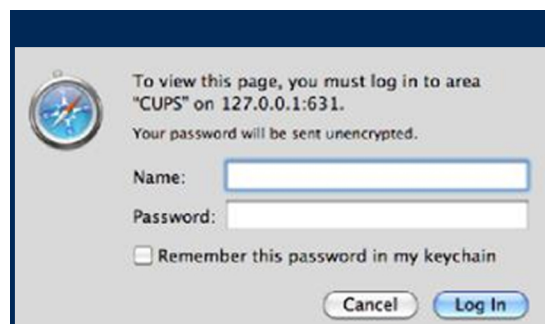 To view this page, you must log in to area
"CUPS" on 127.0.0.1:631.
Your password will be sent unencrypted.
Name:
Password:
Remember this password in my keychain
Cancel Log In